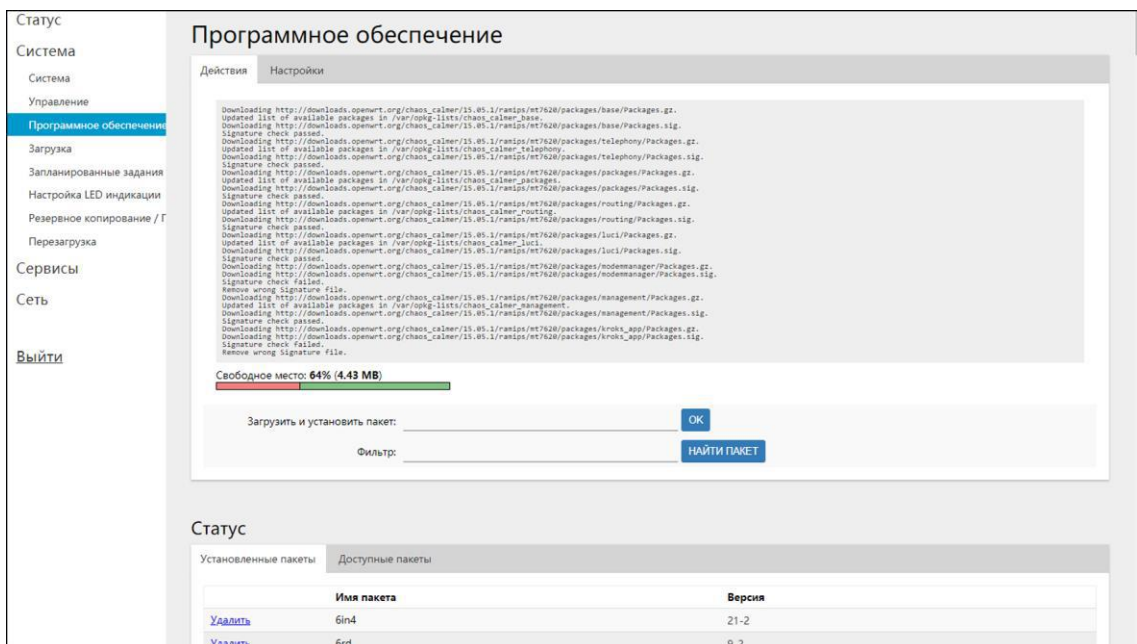 Статус
Система
Система
Управление
Программное обеспечение
Загрузка
Запланированные задания
Настройка LED индикации
Резервное копирование / П
Перезагрузка
Сервисы
Сеть
Выйти
Программное обеспечение
Действия Настройки
Downloading http://downloads.openwrt.org/chaos_calmer/15.05.1/ramips/mt7620/packages/base/Packages.gz.
Updated list of available packages in /var/opkg-lists/chaos_calmer_base.
Downloading http://downloads.openwrt.org/chaos_calmer/15.05.1/ramips/mt7620/packages/base/Packages.sig.
Signature check passed.
Downloading http://downloads.openwrt.org/chaos_calmer/15.05.1/ramips/mt7620/packages/telephony/Packages.gz.
Updated list of available packages in /var/opkg-lists/chaos_calmer_telephony.
Downloading http://downloads.openwrt.org/chaos_calmer/15.05.1/ramips/mt7620/packages/telephony/Packages.sig.
Signature check passed.
Downloading http://downloads.openwrt.org/chaos_calmer/15.05.1/ramips/mt7620/packages/packages/Packages.gz.
Updated list of available packages in /var/opkg-lists/chaos_calmer_packages.
Downloading http://downloads.openwrt.org/chaos_calmer/15.05.1/ramips/mt7620/packages/packages/Packages.sig.
Signature check passed.
Downloading http://downloads.openwrt.org/chaos_calmer/15.05.1/ramips/mt7620/packages/routing/Packages.gz.
Updated list of available packages in /var/opkg-lists/chaos_calmer_routing.
Downloading http://downloads.openwrt.org/chaos_calmer/15.05.1/ramips/mt7620/packages/routing/Packages.sig.
Signature check passed.
Downloading http://downloads.openwrt.org/chaos_calmer/15.05.1/ramips/mt7620/packages/luci/Packages.gz.
Updated list of available packages in /var/opkg-lists/chaos_calmer_luci.
Downloading http://downloads.openwrt.org/chaos_calmer/15.05.1/ramips/mt7620/packages/luci/Packages.sig.
Signature check passed.
Downloading http://downloads.openwrt.org/chaos_calmer/15.05.1/ramips/mt7620/packages/modemmanager/Packages.gz.
Downloading http://downloads.openwrt.org/chaos_calmer/15.05.1/ramips/mt7620/packages/modemmanager/Packages.sig.
Signature check failed.
Remove wrong Signature file.
Downloading http://downloads.openwrt.org/chaos_calmer/15.05.1/ramips/mt7620/packages/management/Packages.gz.
Updated list of available packages in /var/opkg-lists/chaos_calmer_management.
Downloading http://downloads.openwrt.org/chaos_calmer/15.05.1/ramips/mt7620/packages/management/Packages.sig.
Signature check passed.
Downloading http://downloads.openwrt.org/chaos_calmer/15.05.1/ramips/mt7620/packages/kroks_app/Packages.gz.
Downloading http://downloads.openwrt.org/chaos_calmer/15.05.1/ramips/mt7620/packages/kroks_app/Packages.sig.
Signature check failed.
Remove wrong Signature file.
Свободное место: 64% (4.43 MB)
Загрузить и установить пакет: OK
Фильтр: НАЙТИ ПАКЕТ
Статус
Установленные пакеты Доступные пакеты
Имя пакета Версия
Удалить 6in4 21-2
Удалить 6rd 9-2